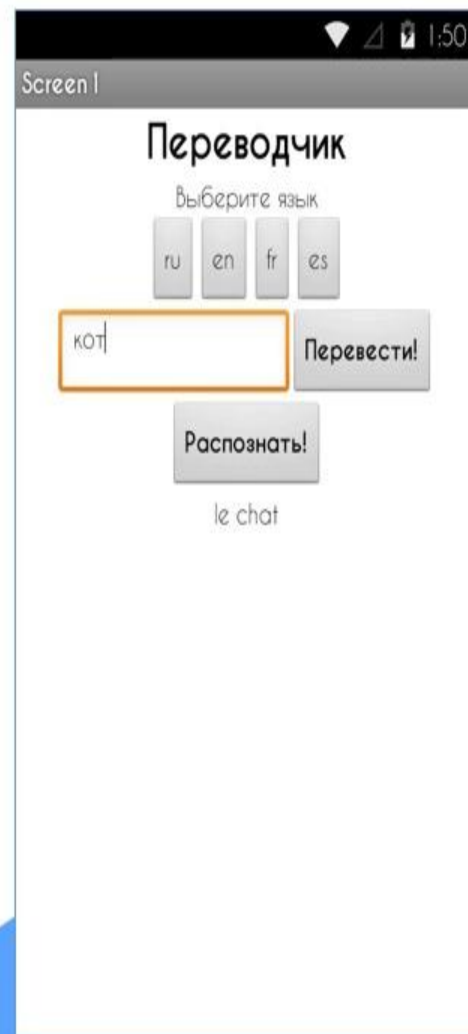 1:50
Screen1
Переводчик
Выберите язык
ru en fr es
кот Перевести!
Распознать!
le chat